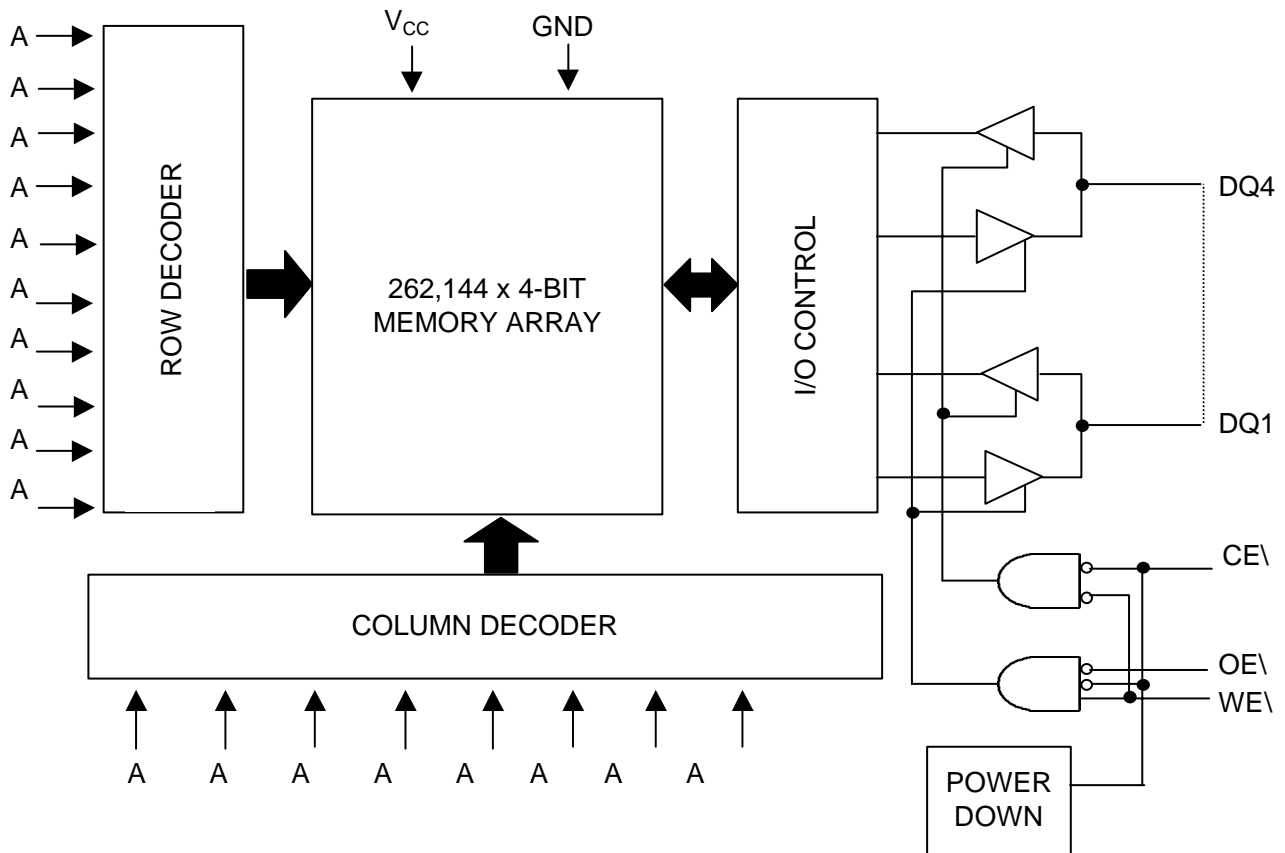 V_CC
GND
A
A
A
A
A
A
A
A
A
A
ROW DECODER
262,144 x 4-BIT
MEMORY ARRAY
I/O CONTROL
DQ4
DQ1
CE\
OE\
WE\
COLUMN DECODER
A A A A A A A A
POWER
DOWN